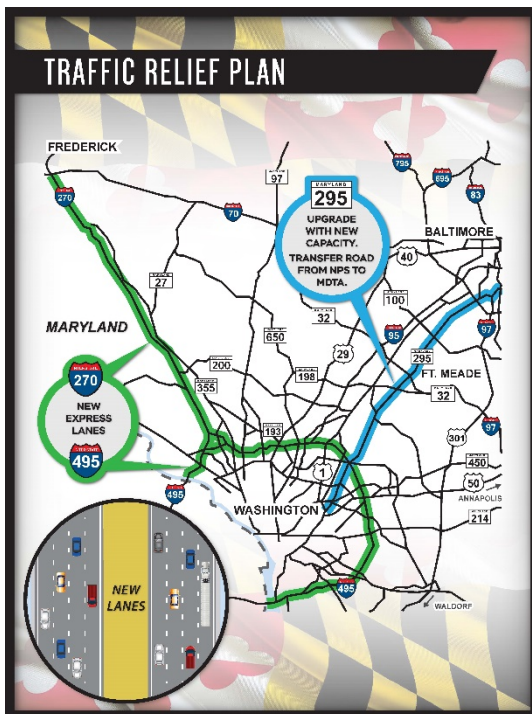 TRAFFIC RELIEF PLAN
FREDERICK
270
97
795
695
83
70
MARYLAND
295
UPGRADE
WITH NEW
CAPACITY.
TRANSFER ROAD
FROM NPS TO
MDTA.
BALTIMORE
40
27
100
32
97
MARYLAND
650
95
29
295
270
NEW
EXPRESS
LANES
495
200
355
198
FT. MEADE
32
193
301
97
1
450
50
ANNAPOLIS
495
WASHINGTON
214
NEW
LANES
495
WALDORF